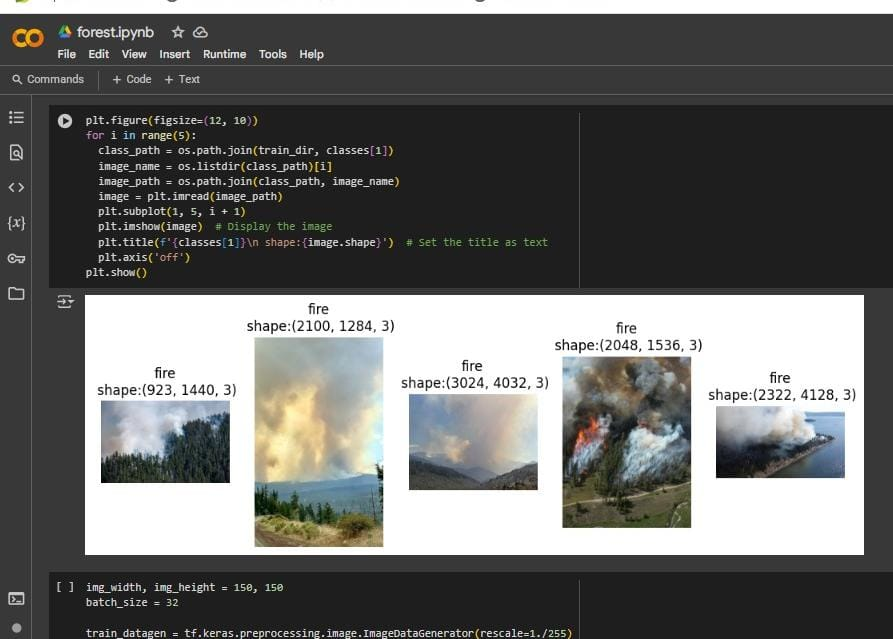 forest.ipynb
File Edit View Insert Runtime Tools Help
Commands + Code + Text
plt.figure(figsize=(12, 10))
for i in range(5):
  class_path = os.path.join(train_dir, classes[1])
  image_name = os.listdir(class_path)[i]
  image_path = os.path.join(class_path, image_name)
  image = plt.imread(image_path)
  plt.subplot(1, 5, i + 1)
  plt.imshow(image)  # Display the image
  plt.title(f'{classes[1]}\n shape:{image.shape}')  # Set the title as text
  plt.axis('off')
plt.show()
fire
shape:(923, 1440, 3)
fire
shape:(2100, 1284, 3)
fire
shape:(3024, 4032, 3)
fire
shape:(2048, 1536, 3)
fire
shape:(2322, 4128, 3)
[ ] img_width, img_height = 150, 150
batch_size = 32
train_datagen = tf.keras.preprocessing.image.ImageDataGenerator(rescale=1./255)